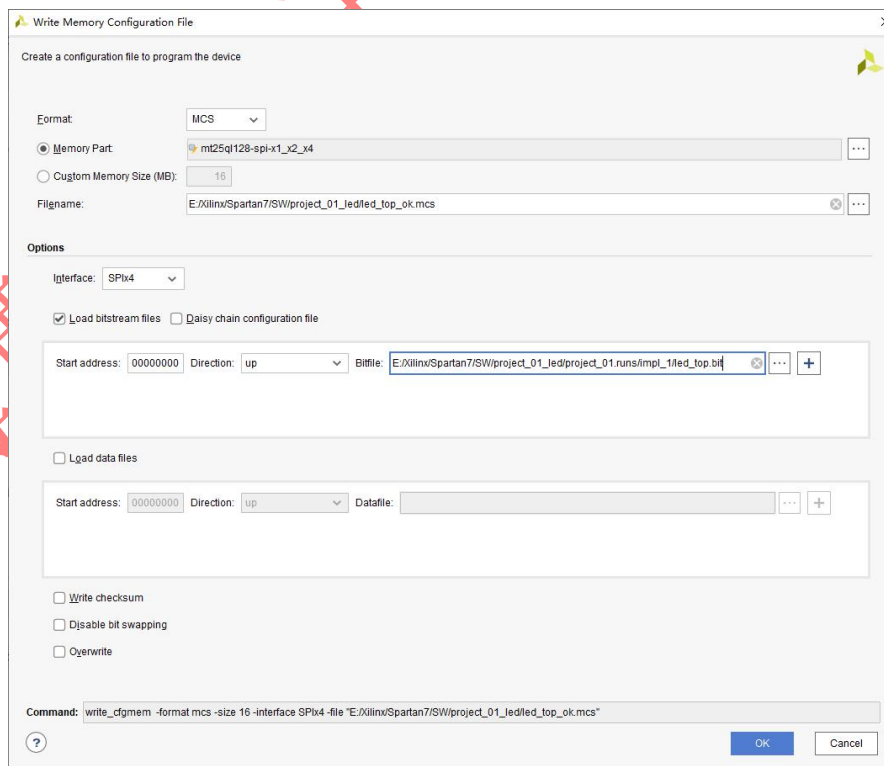 Write Memory Configuration File
Create a configuration file to program the device
Format: MCS
Memory Part: mt25ql128-spi-x1_x2_x4 ...
Custom Memory Size (MB): 16
Filename: E:/Xilinx/Spartan7/SW/project_01_led/led_top_ok.mcs ...
Options
Interface: SPIx4
Load bitstream files Daisy chain configuration file
Start address: 00000000 Direction: up Bitfile: E:/Xilinx/Spartan7/SW/project_01_led/project_01.runs/impl_1/led_top.bit ... +
Load data files
Start address: 00000000 Direction: up Datafile: ... +
Write checksum
Disable bit swapping
Overwrite
Command: write_cfgmem -format mcs -size 16 -interface SPIx4 -file "E:/Xilinx/Spartan7/SW/project_01_led/led_top_ok.mcs"
? OK Cancel